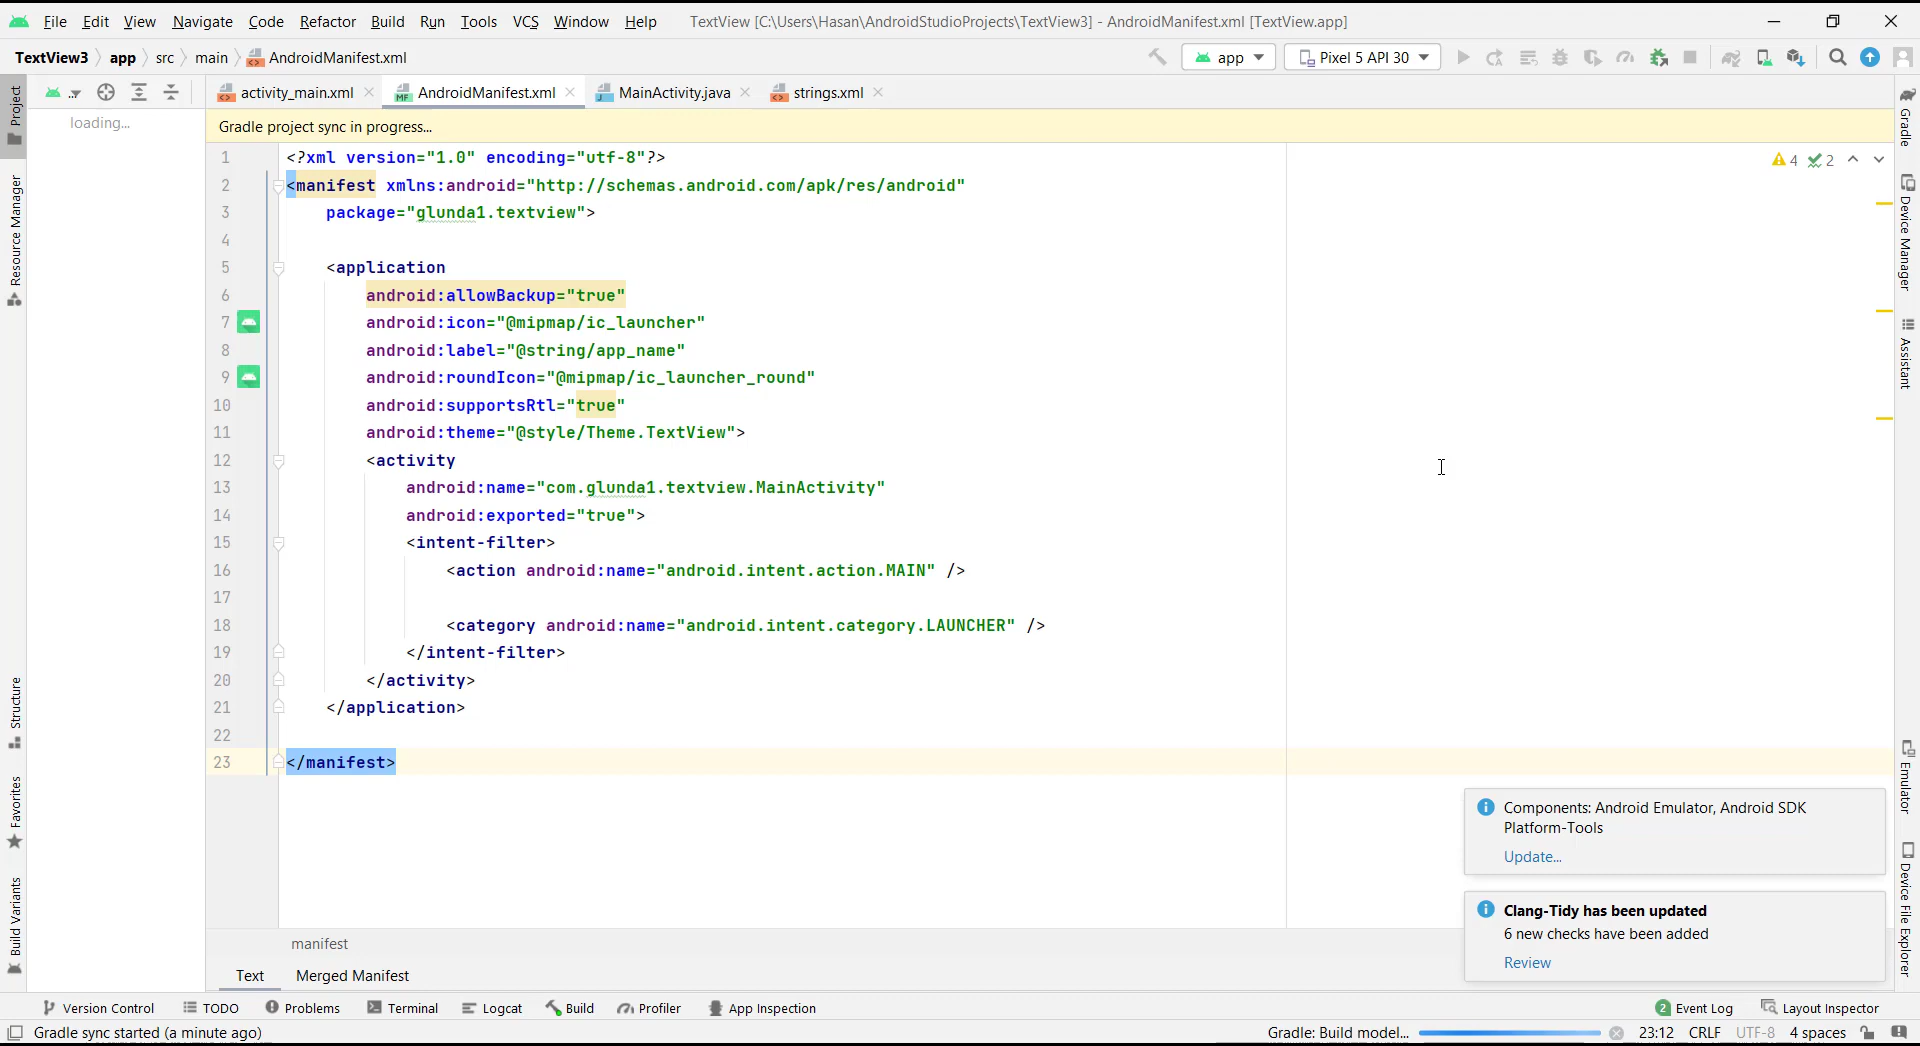 File Edit View Navigate Code Refactor Build Run Tools VCS Window Help TextView [C:\Users\Hasan\AndroidStudioProjects\TextView3] - AndroidManifest.xml [TextView.app]
TextView3 app src main AndroidManifest.xml app Pixel 5 API 30
activity_main.xml AndroidManifest.xml MainActivity.java strings.xml
loading...
Gradle project sync in progress...
4 2
1 <?xml version="1.0" encoding="utf-8"?>
2 <manifest xmlns:android="http://schemas.android.com/apk/res/android"
3 package="glunda1.textview">
4
5 <application
6 android:allowBackup="true"
7 android:icon="@mipmap/ic_launcher"
8 android:label="@string/app_name"
9 android:roundIcon="@mipmap/ic_launcher_round"
10 android:supportsRtl="true"
11 android:theme="@style/Theme.TextView">
12 <activity
13 android:name="com.glunda1.textview.MainActivity"
14 android:exported="true">
15 <intent-filter>
16 <action android:name="android.intent.action.MAIN" />
17
18 <category android:name="android.intent.category.LAUNCHER" />
19 </intent-filter>
20 </activity>
21 </application>
22
23 </manifest>
Project
Resource Manager
Structure
Favorites
Build Variants
Gradle
Device Manager
Assistant
Emulator
Device File Explorer
Components: Android Emulator, Android SDK
Platform-Tools
Update...
Clang-Tidy has been updated
6 new checks have been added
Review
manifest
Text Merged Manifest
Version Control TODO Problems Terminal Logcat Build Profiler App Inspection 2 Event Log Layout Inspector
Gradle sync started (a minute ago) Gradle: Build model... 23:12 CRLF UTF-8 4 spaces